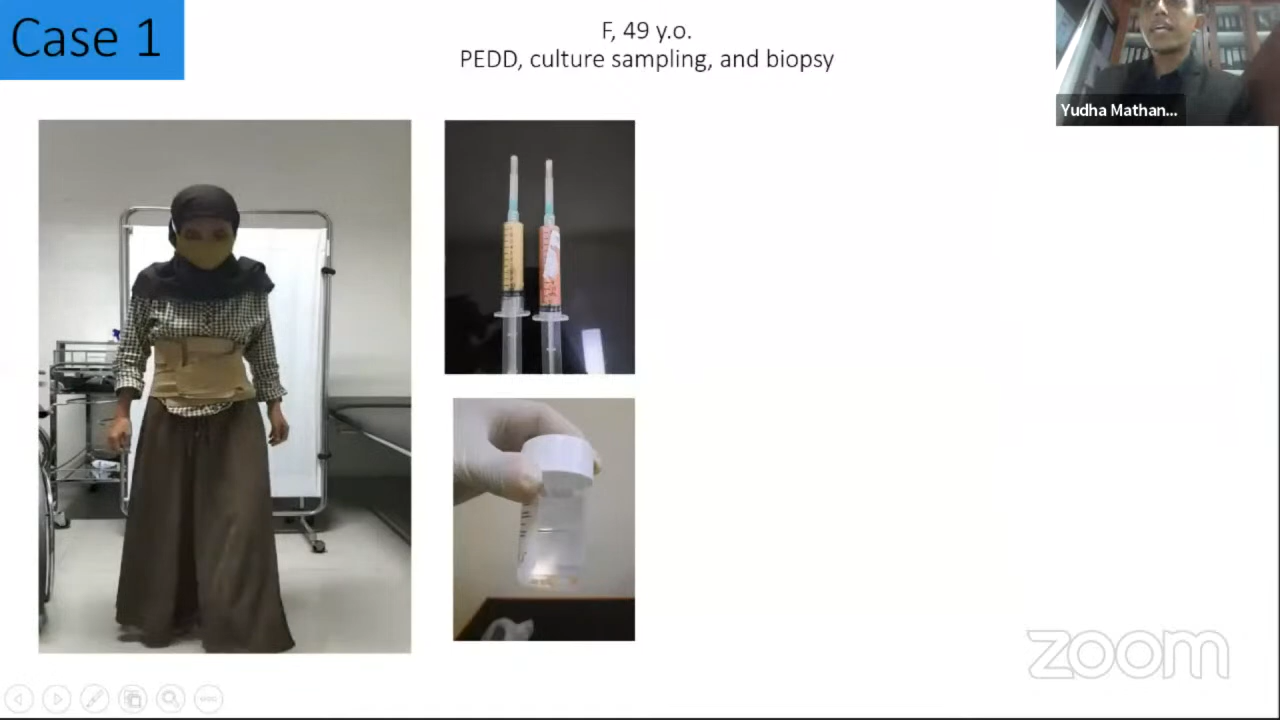 Case 1
F, 49 y.o.
PEDD, culture sampling, and biopsy
Yudha Mathan...
zoom